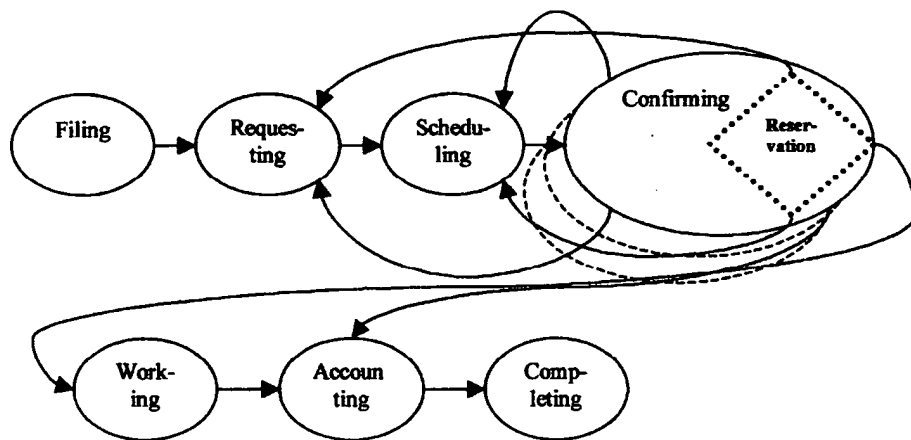 Filing
Reques-
ting
Schedu-
ling
Confirming
Reser-
vation
Work-
ing
Accoun
ting
Comp-
leting